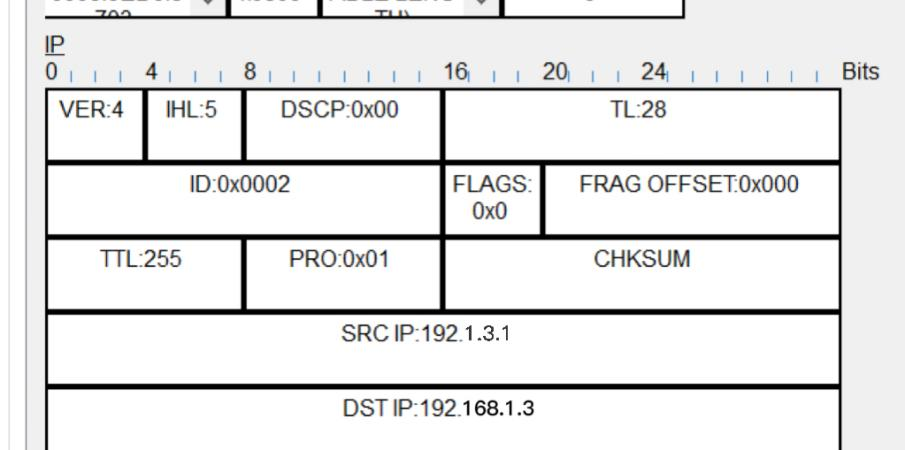 IP
0 4 8 16 20 24 Bits
VER:4 IHL:5 DSCP:0x00 TL:28
ID:0x0002 FLAGS: FRAG OFFSET:0x000
0x0
TTL:255 PRO:0x01 CHKSUM
SRC IP:192.1.3.1
DST IP:192.168.1.3